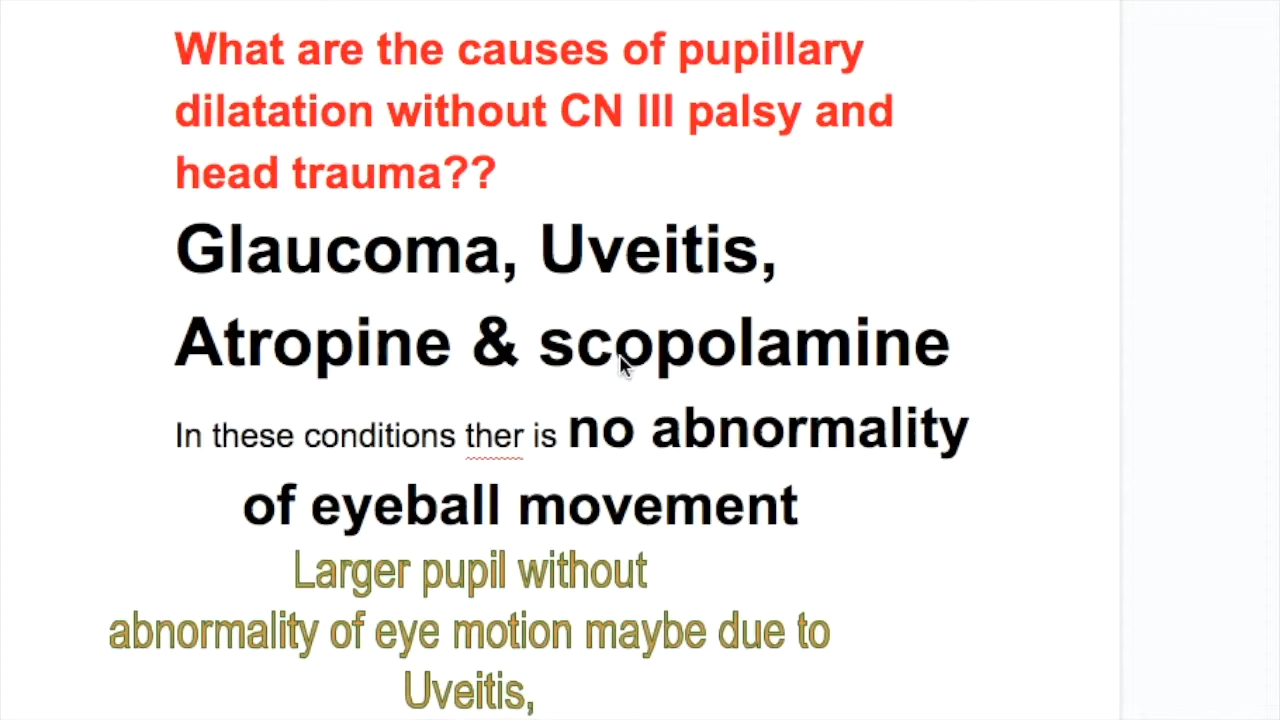 What are the causes of pupillary
dilatation without CN III palsy and
head trauma??
Glaucoma, Uveitis,
Atropine & scopolamine
In these conditions ther is no abnormality
of eyeball movement
Larger pupil without
abnormality of eye motion maybe due to
Uveitis,